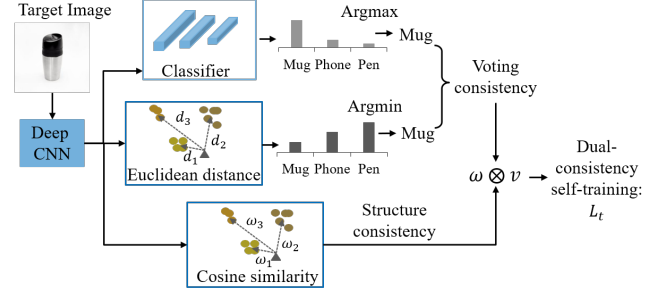 Target Image
Deep
CNN
Classifier
Argmax
Mug
Mug Phone Pen
d₃
d₂
d₁
Euclidean distance
Argmin
Mug
Mug Phone Pen
ω₃
ω₂
ω₁
Cosine similarity
Voting
consistency
Structure
consistency
ω ⊗ v
Dual-
consistency
self-training:
Lₜ